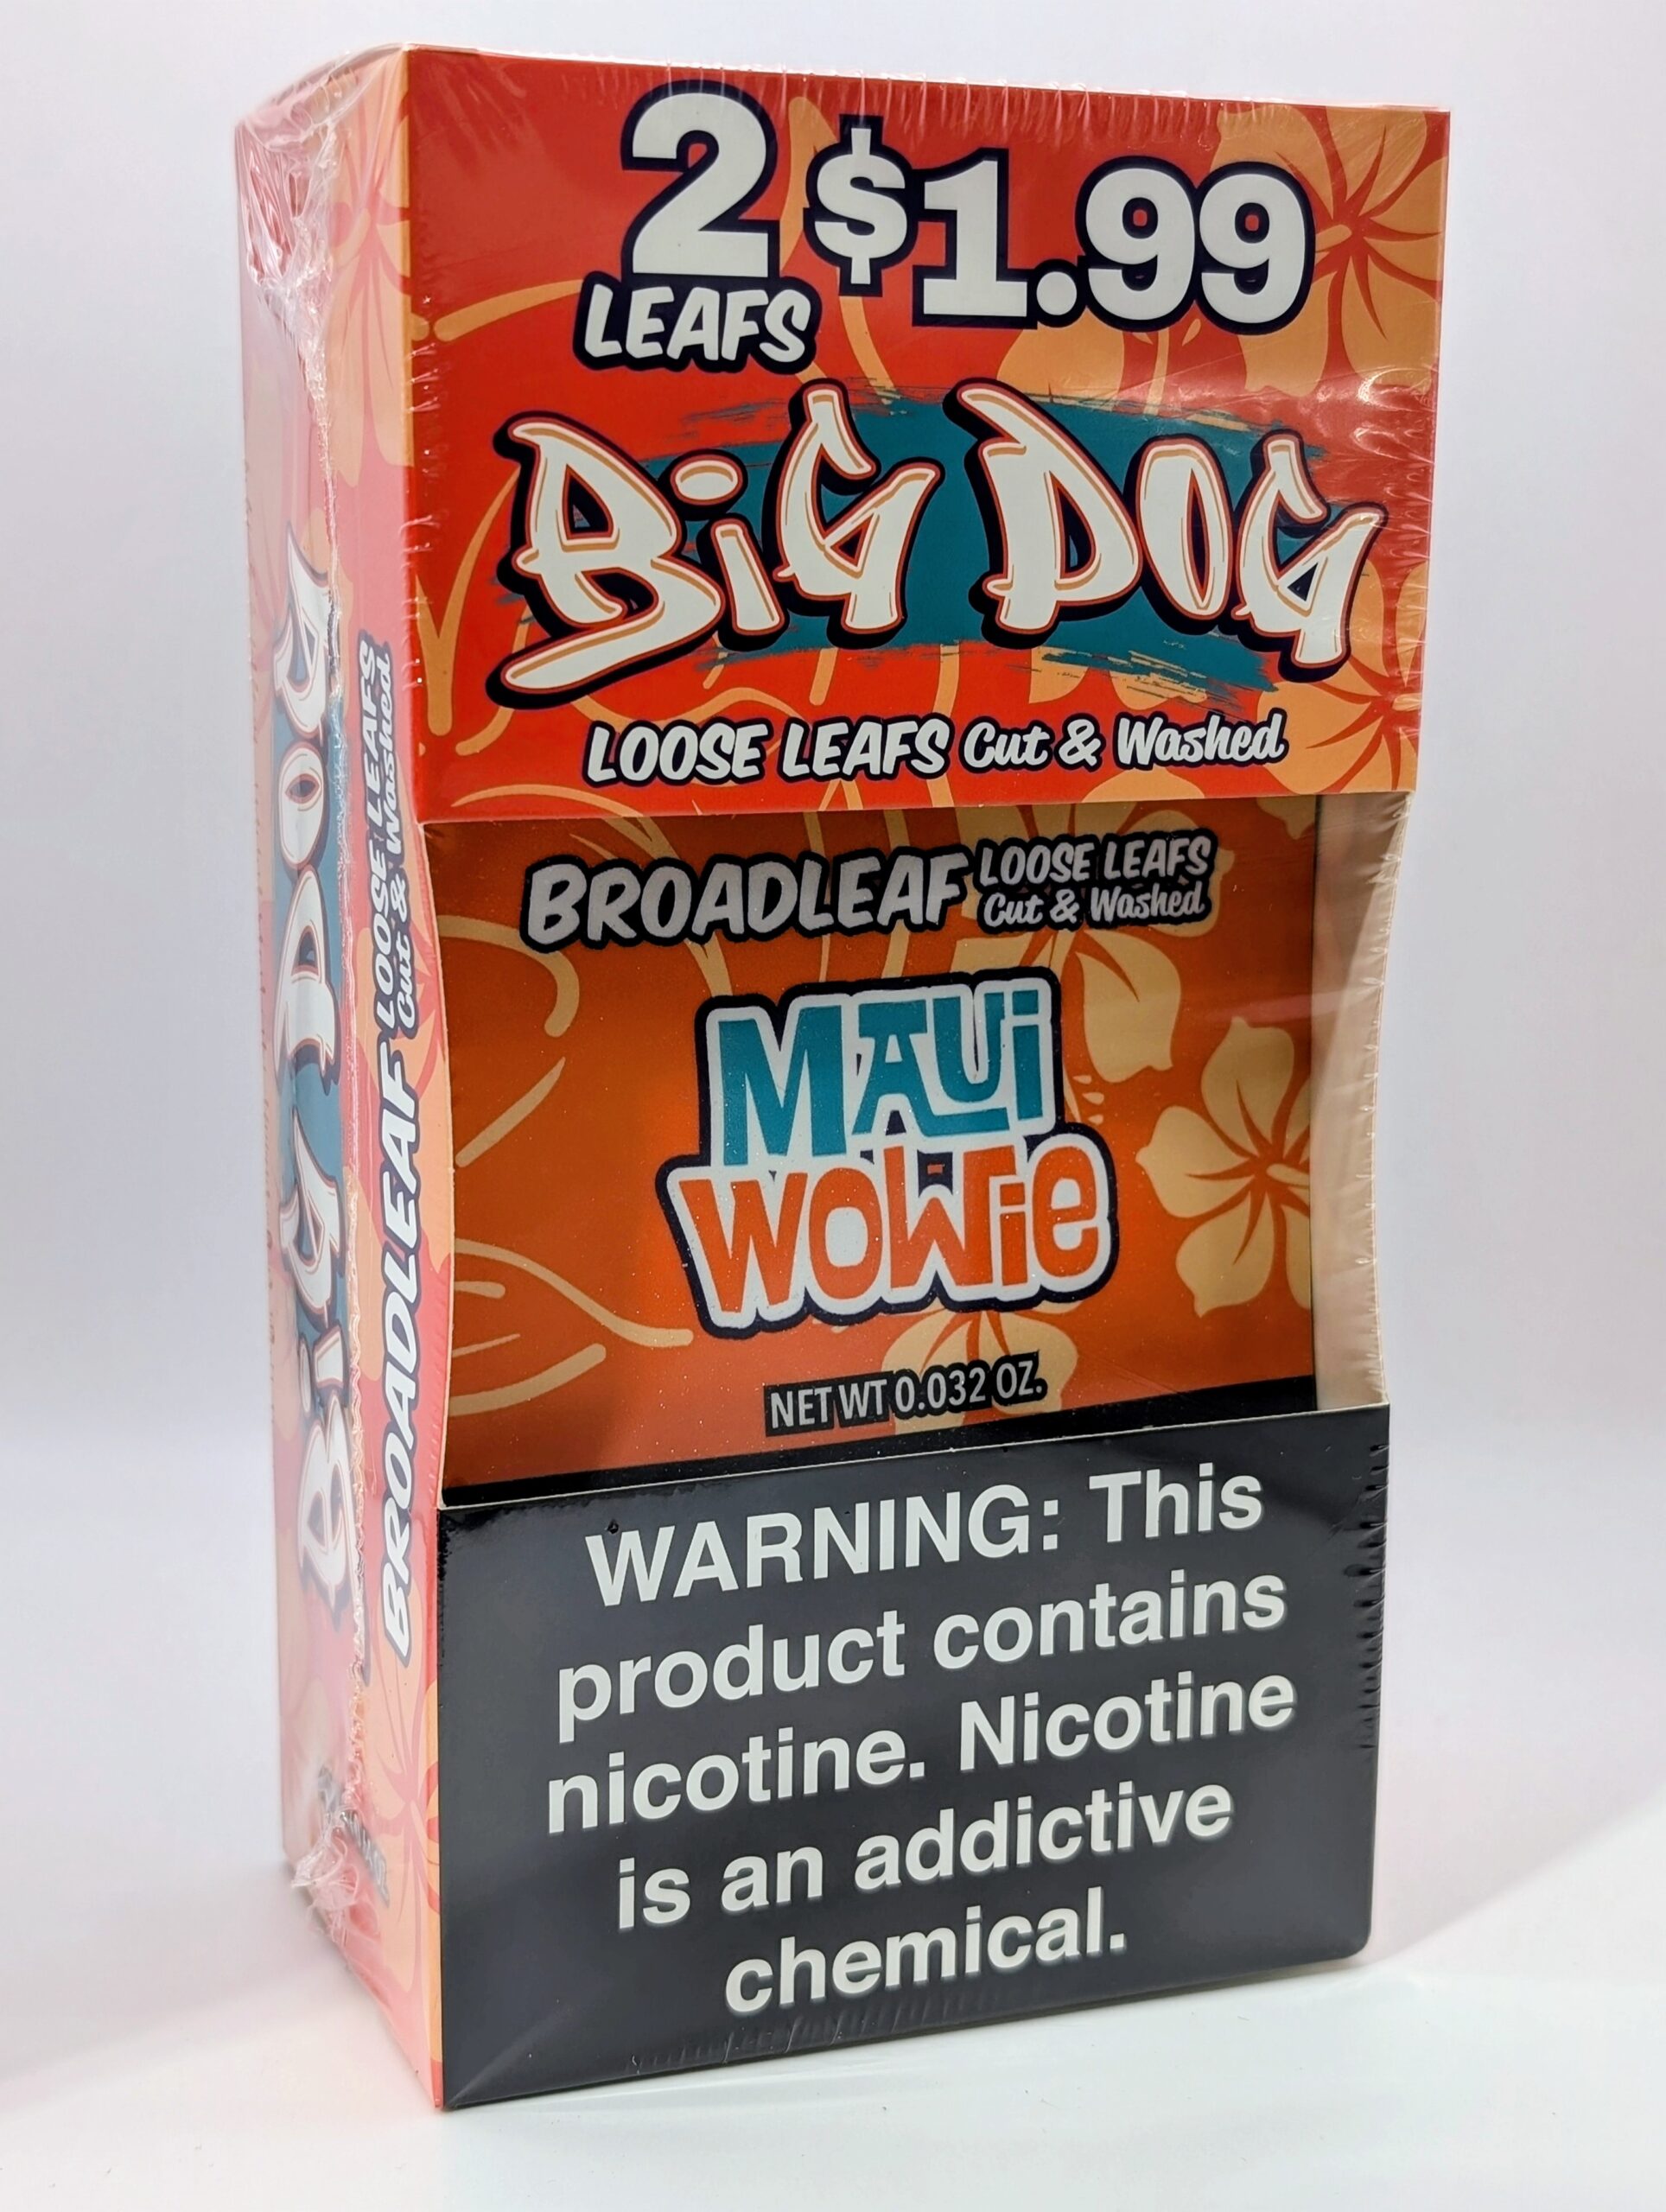 2 $1.99
LEAFS
BiG DOG
LOOSE LEAFS Cut & Washed
BROADLEAF LOOSE LEAFS
Cut & Washed
MAUi
WOWie
NET WT 0.032 OZ.
WARNING: This
product contains
nicotine. Nicotine
is an addictive
chemical.
BiG DOG
BROADLEAF LOOSE LEAFS
Cut & Washed